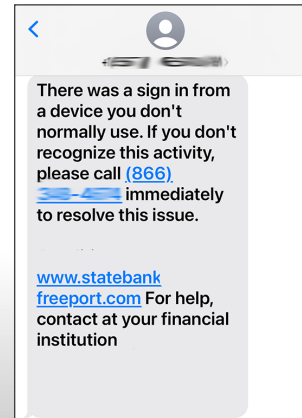 There was a sign in from
a device you don't
normally use. If you don't
recognize this activity,
please call (866)
immediately
to resolve this issue.
www.statebank
freeport.com For help,
contact at your financial
institution